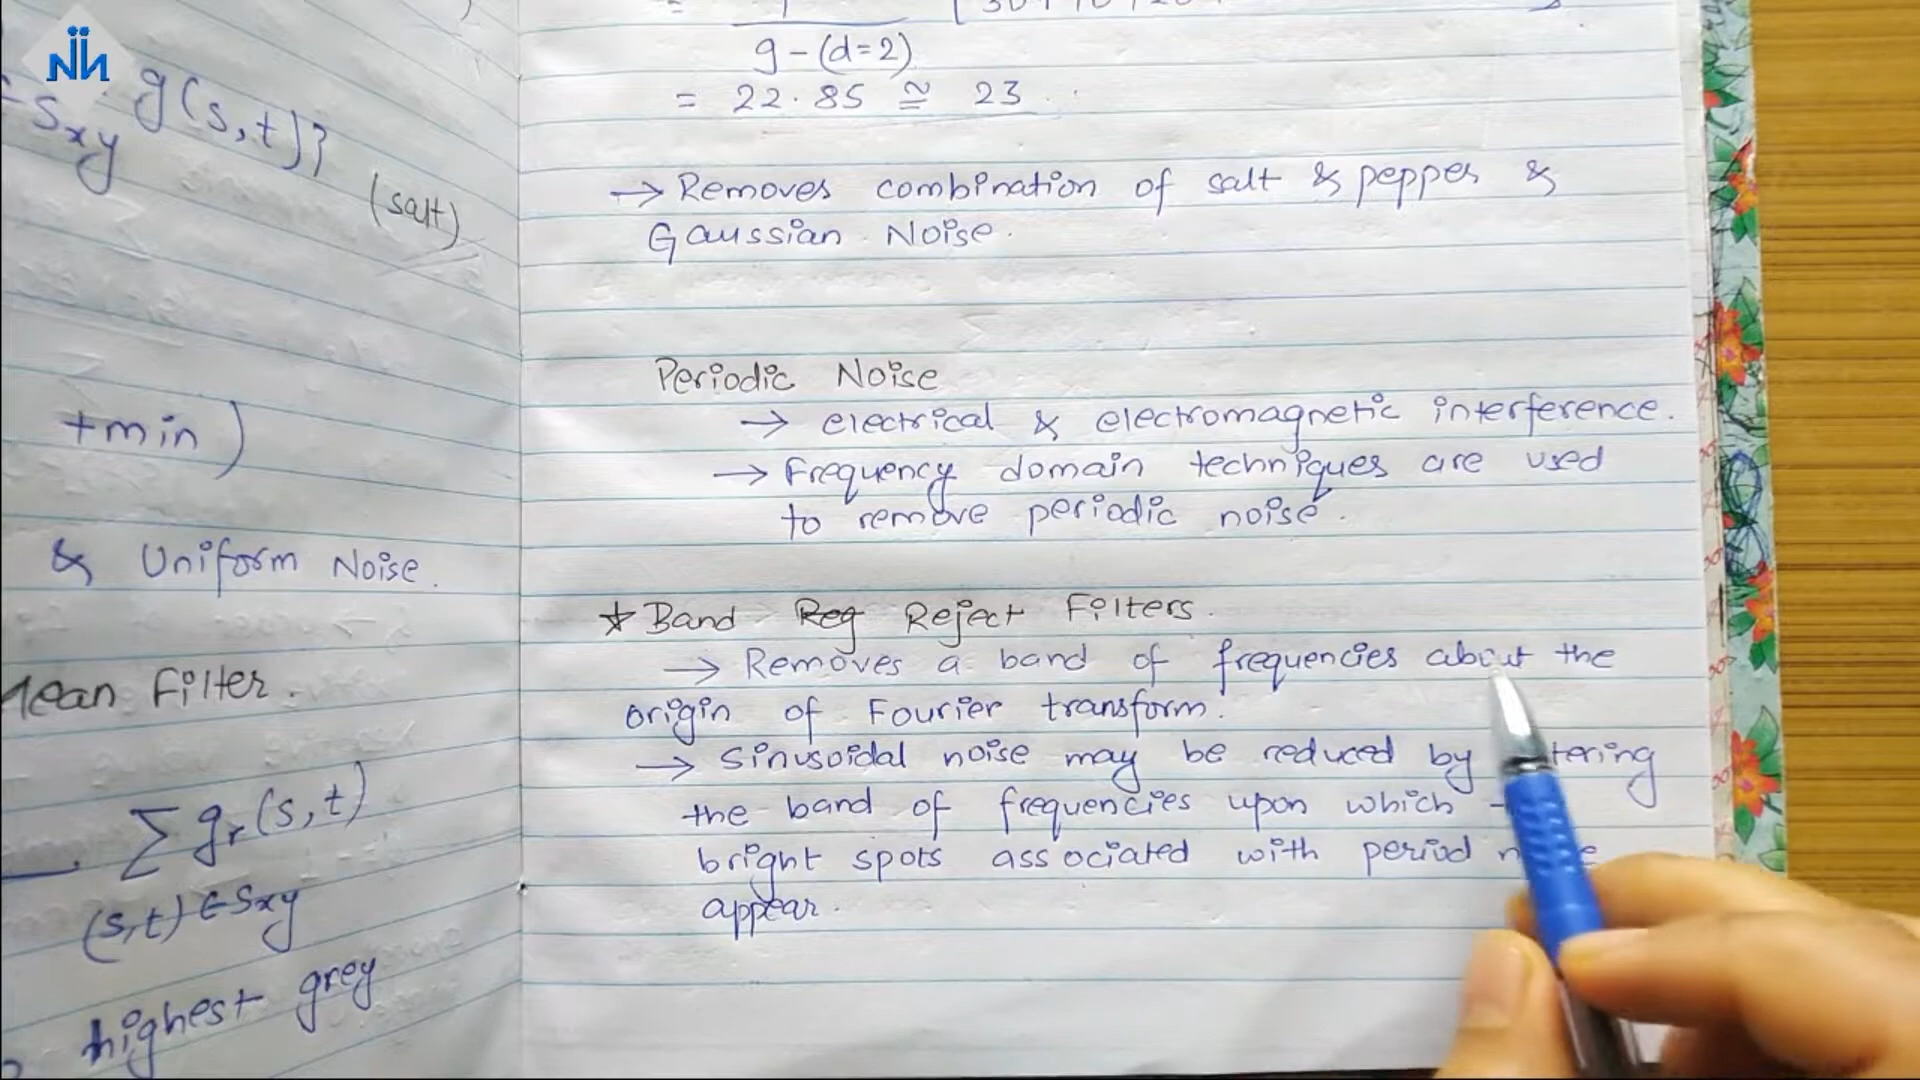 g(s,t)}
Sxy
(salt)
+min)
& Uniform Noise.
Mean Filter.
∑ gr(s,t)
(s,t)∈Sxy
highest grey
9-(d=2)
= 22.85 ≅ 23
→ Removes combination of salt & pepper &
Gaussian Noise.
Periodic Noise
→ electrical & electromagnetic interference.
→ Frequency domain techniques are used
to remove periodic noise.
☆ Band Reg Reject Filters.
→ Removes a band of frequencies about the
origin of Fourier transform.
→ Sinusoidal noise may be reduced by tering
the band of frequencies upon which
bright spots associated with period
appear.